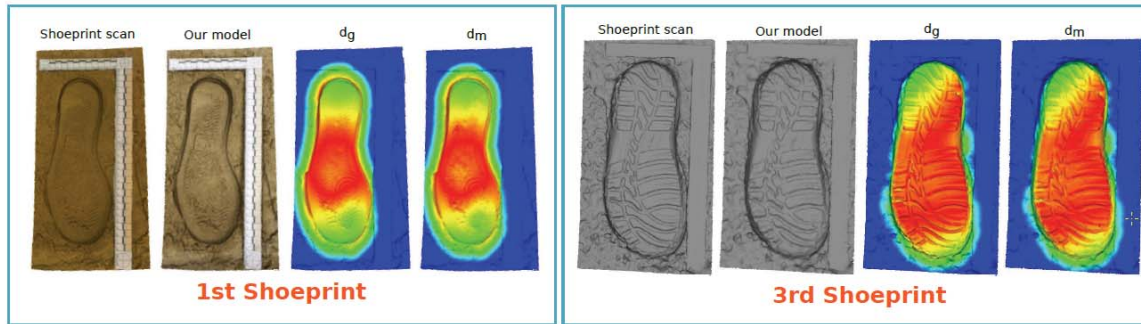 Shoeprint scan Our model dg dm
1st Shoeprint
Shoeprint scan Our model dg dm
3rd Shoeprint